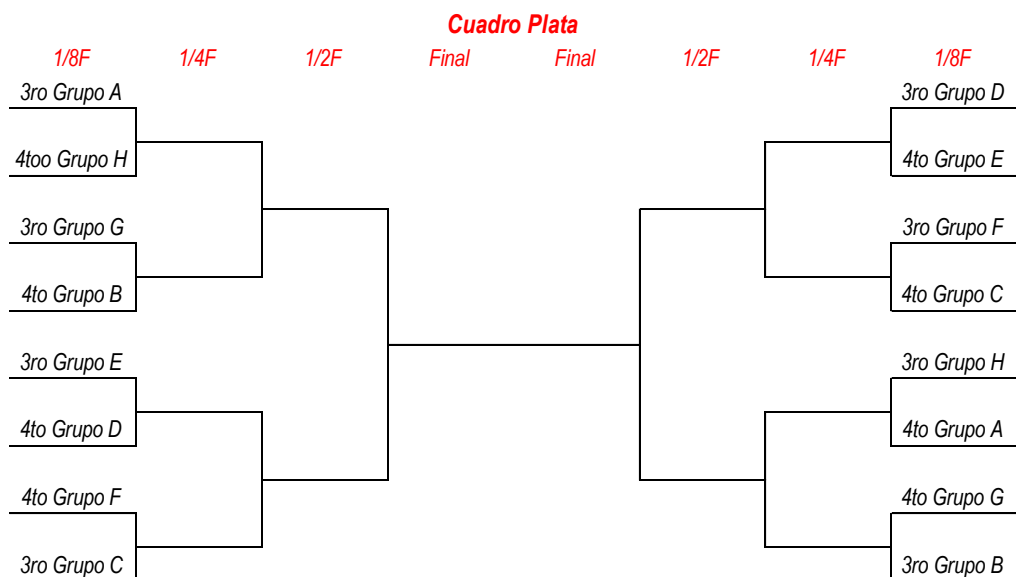 Cuadro Plata
1/8F 1/4F 1/2F Final Final 1/2F 1/4F 1/8F
3ro Grupo A 3ro Grupo D
4too Grupo H 4to Grupo E
3ro Grupo G 3ro Grupo F
4to Grupo B 4to Grupo C
3ro Grupo E 3ro Grupo H
4to Grupo D 4to Grupo A
4to Grupo F 4to Grupo G
3ro Grupo C 3ro Grupo B